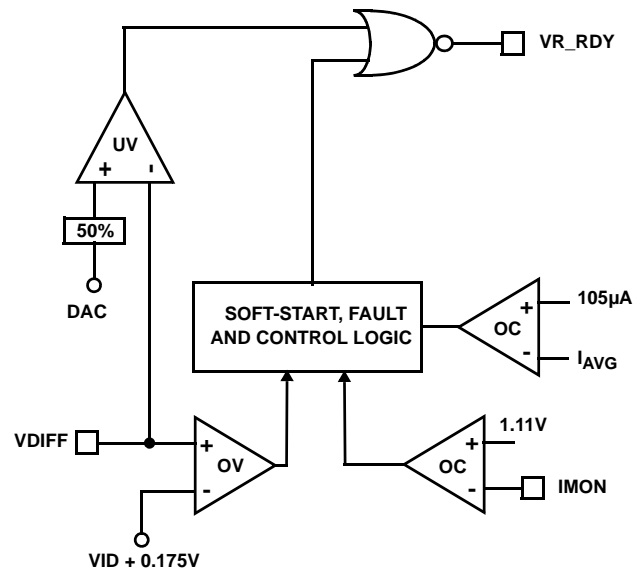 VR_RDY
UV
+ -
50%
DAC
SOFT-START, FAULT
AND CONTROL LOGIC
+
-
OC
105µA
IAVG
VDIFF
+
-
OV
VID + 0.175V
+
-
OC
1.11V
IMON